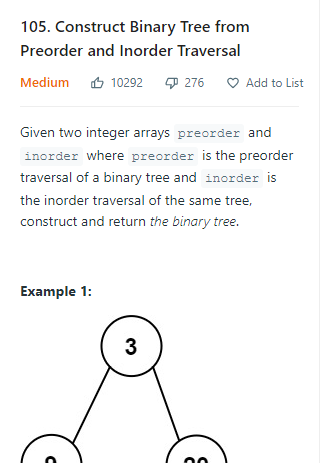 105. Construct Binary Tree from
Preorder and Inorder Traversal
Medium 10292 276 Add to List
Given two integer arrays preorder and
inorder where preorder is the preorder
traversal of a binary tree and inorder is
the inorder traversal of the same tree,
construct and return the binary tree.
Example 1:
3